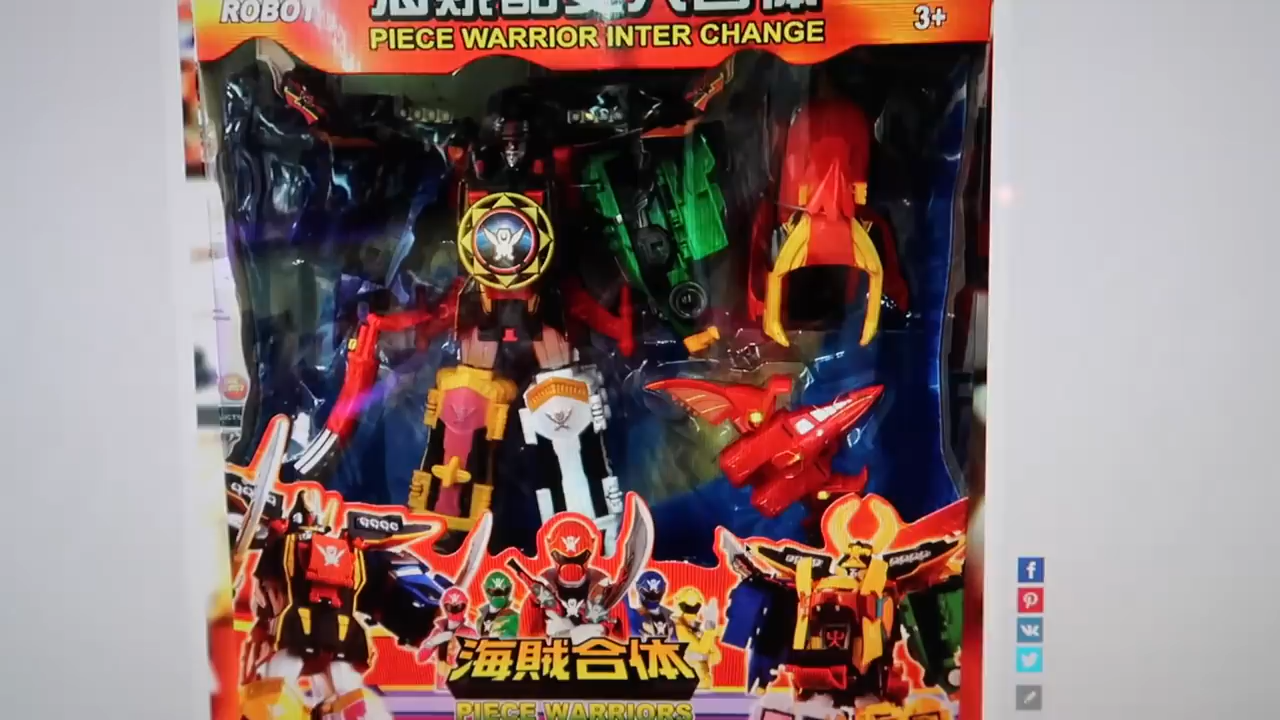 ROBOT
PIECE WARRIOR INTER CHANGE
3+
海賊合体
PIECE WARRIORS